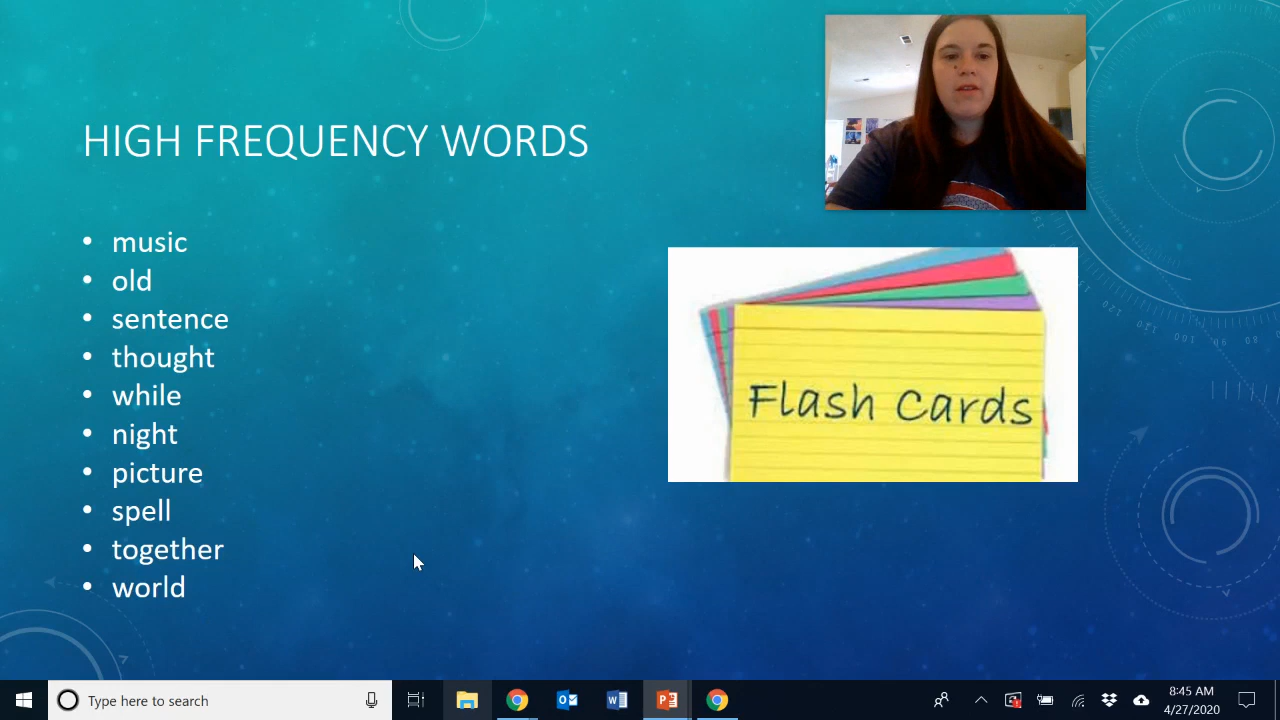 HIGH FREQUENCY WORDS
• music
• old
• sentence
• thought
• while
• night
• picture
• spell
• together
• world
Flash Cards
Type here to search
8:45 AM
4/27/2020